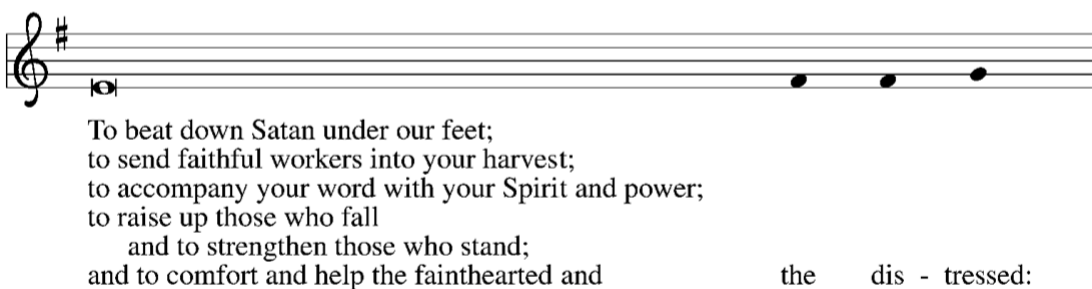 To beat down Satan under our feet;
to send faithful workers into your harvest;
to accompany your word with your Spirit and power;
to raise up those who fall
and to strengthen those who stand;
and to comfort and help the fainthearted and the dis - tressed: